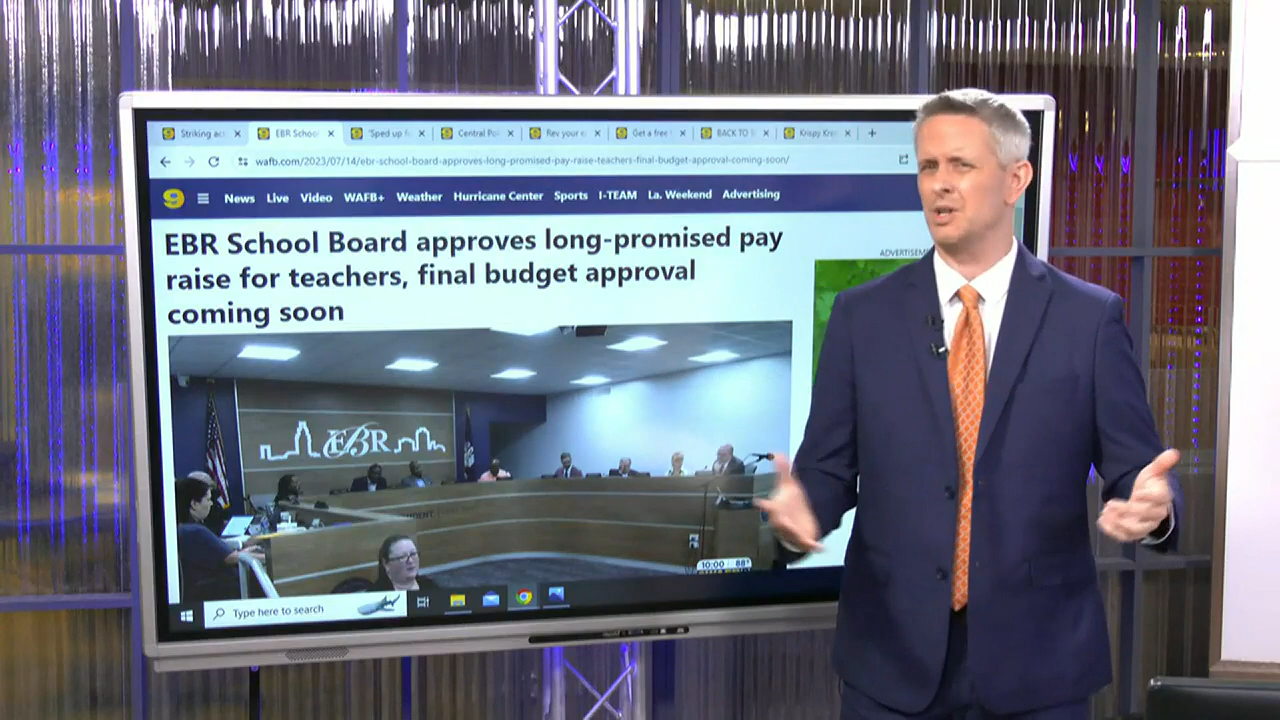 Striking ac
EBR School
'Sped up f
Central Po
Rev your e
Get a free
BACK TO
Krispy Kre
wafb.com/2023/07/14/ebr-school-board-approves-long-promised-pay-raise-teachers-final-budget-approval-coming-soon/
9
News
Live
Video
WAFB+
Weather
Hurricane Center
Sports
I-TEAM
La. Weekend
Advertising
EBR School Board approves long-promised pay
raise for teachers, final budget approval
coming soon
ADVERTISEM
EBR
10:00 88°
Type here to search